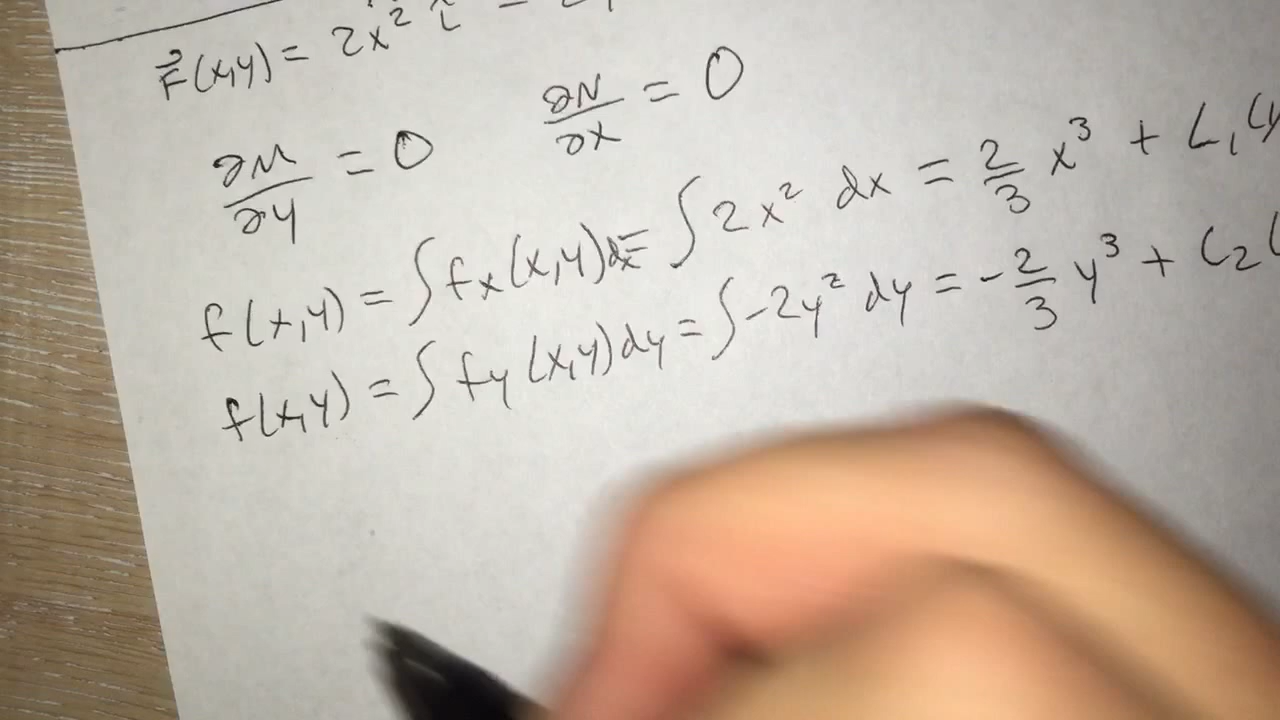 F⃗(x,y) = 2x² î - 2
∂M/∂y = 0 ∂N/∂x = 0
f(x,y) = ∫fx(x,y)dx = ∫2x² dx = 2/3 x³ + C₁(y
f(x,y) = ∫fy(x,y)dy = ∫-2y² dy = -2/3 y³ + C₂(